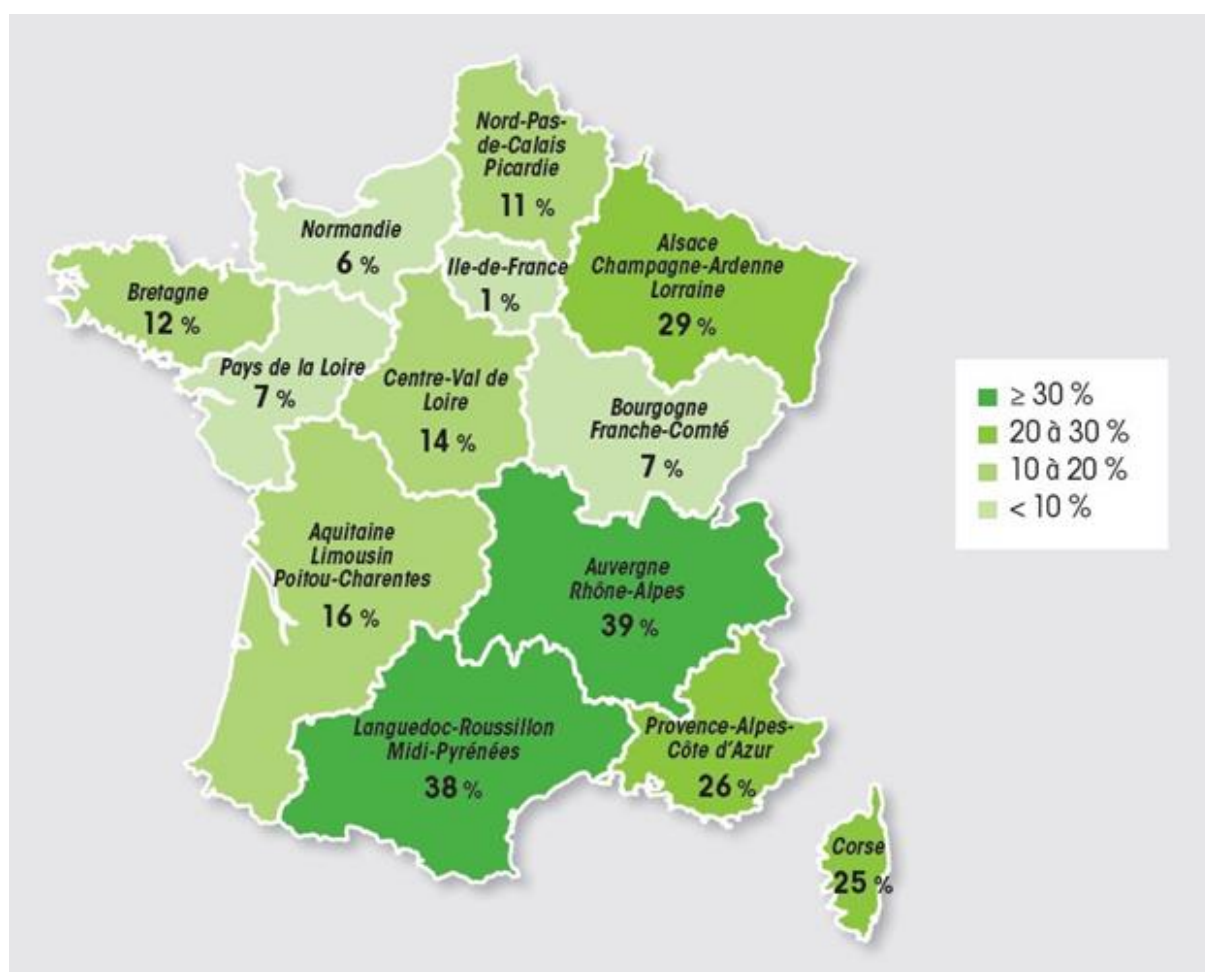 Nord-Pas-
de-Calais
Picardie
11 %
Normandie
6 %
Ile-de-France
1 %
Alsace
Champagne-Ardenne
Lorraine
29 %
Bretagne
12 %
Pays de la Loire
7 %
Centre-Val de
Loire
14 %
Bourgogne
Franche-Comté
7 %
≥ 30 %
20 à 30 %
10 à 20 %
< 10 %
Aquitaine
Limousin
Poitou-Charentes
16 %
Auvergne
Rhône-Alpes
39 %
Languedoc-Roussillon
Midi-Pyrénées
38 %
Provence-Alpes-
Côte d'Azur
26 %
Corse
25 %